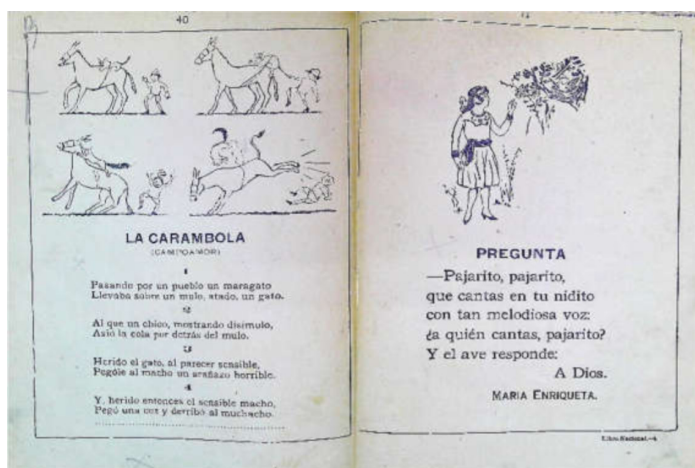 40
LA CARAMBOLA
(CAMPOAMOR)
1
Pasando por un pueblo un maragato
Llevaba sobre un mulo, atado, un gato.
2
Al que un chico, mostrando disimulo,
Asió la cola por detrás del mulo.
3
Herido el gato, al parecer sensible,
Pególe al macho un arañazo horrible.
4
Y, herido entonces el sensible macho,
Pegó una coz y derribó al muchacho.
PREGUNTA
—Pajarito, pajarito,
que cantas en tu nidito
con tan melodiosa voz:
¿a quién cantas, pajarito?
Y el ave responde:
A Dios.
MARIA ENRIQUETA.
Libro Nacional.—4.